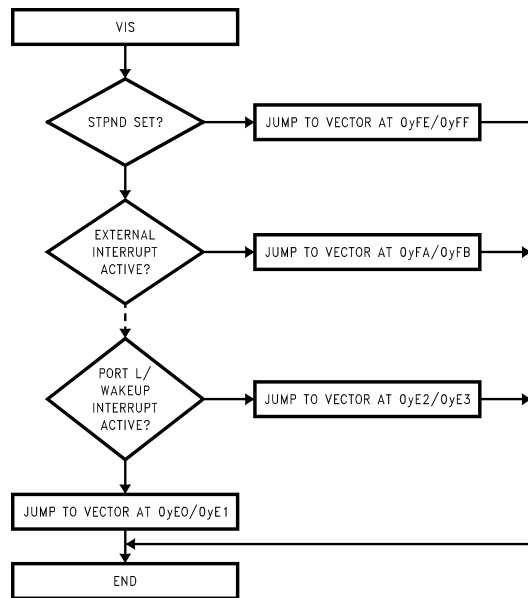 VIS
STPND SET?
JUMP TO VECTOR AT 0yFE/0yFF
EXTERNAL
INTERRUPT
ACTIVE?
JUMP TO VECTOR AT 0yFA/0yFB
PORT L/
WAKEUP
INTERRUPT
ACTIVE?
JUMP TO VECTOR AT 0yE2/0yE3
JUMP TO VECTOR AT 0yE0/0yE1
END